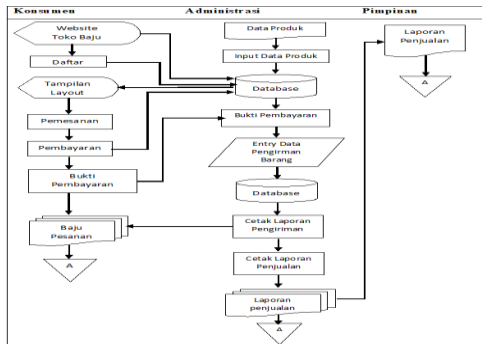 Konsumen
Administrasi
Pimpinan
Website
Toko Baju
Daftar
Tampilan
Layout
Pemesanan
Pembayaran
Bukti
Pembayaran
Baju
Pesanan
A
Data Produk
Input Data Produk
Database
Bukti Pembayaran
Entry Data
Pengirman
Barang
Database
Cetak Laporan
Pengiriman
Cetak Laporan
Penjualan
Laporan
penjualan
A
Laporan
Penjualan
A